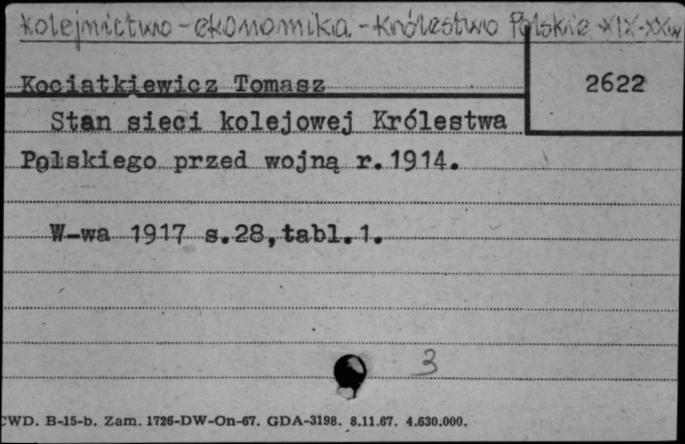 kolejnictwo - ekonomika - Królestwo Polskie XIX-XXw
Kociatkiewicz Tomasz
2622
Stan sieci kolejowej Królestwa
Polskiego przed wojną r.1914.
W-wa 1917 s.28,tabl.1.
3
CWD. B-15-b. Zam. 1726-DW-On-67. GDA-3198. 8.11.67. 4.630.000.